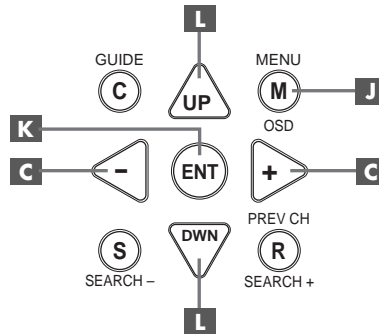 L
GUIDE
MENU
C
UP
M
J
OSD
K
C
-
ENT
+
C
PREV CH
S
DWN
R
SEARCH –
SEARCH +
L